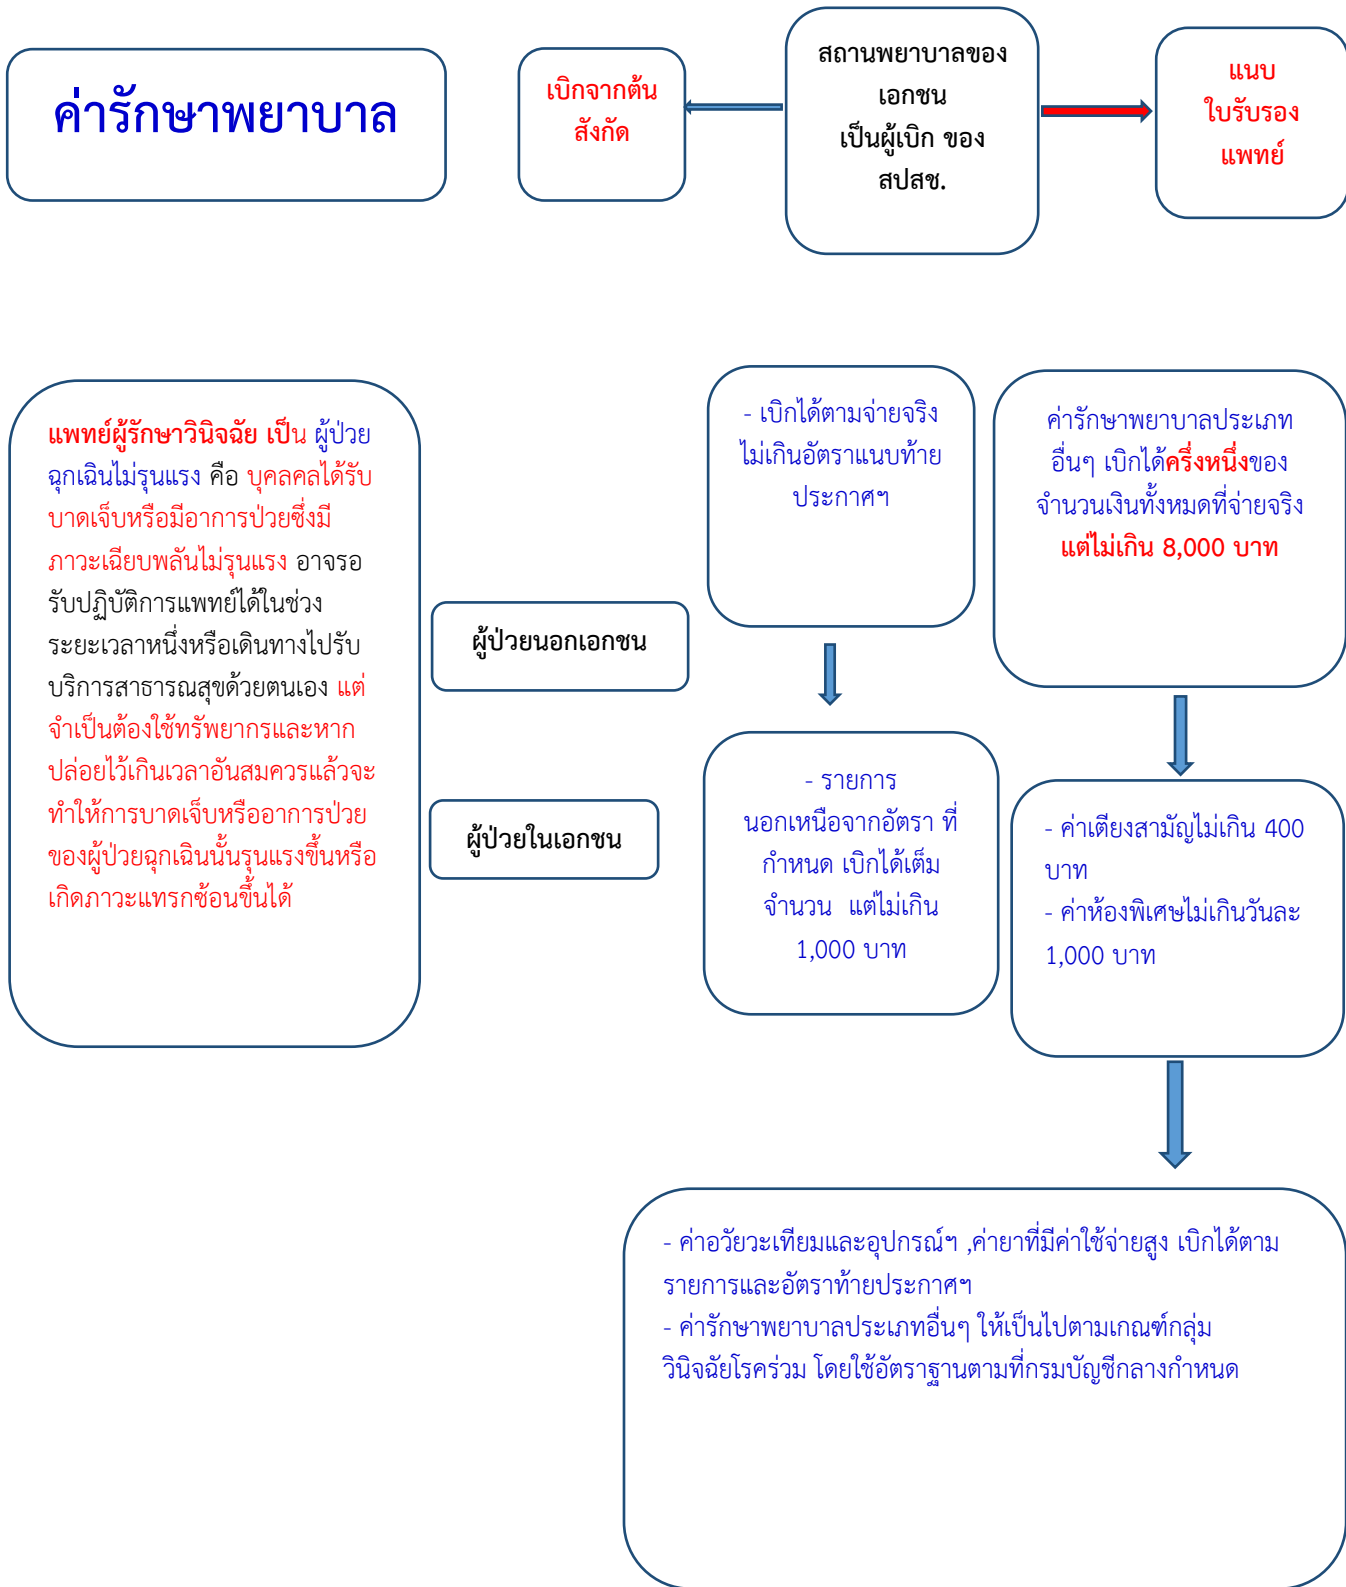 ค่ารักษาพยาบาล
เบิกจากต้น
สังกัด
สถานพยาบาลของ
เอกชน
เป็นผู้เบิก ของ
สปสช.
แนบ
ใบรับรอง
แพทย์
แพทย์ผู้รักษาวินิจฉัย เป็น ผู้ป่วย
ฉุกเฉินไม่รุนแรง คือ บุคลคลได้รับ
บาดเจ็บหรือมีอาการป่วยซึ่งมี
ภาวะเฉียบพลันไม่รุนแรง อาจรอ
รับปฏิบัติการแพทย์ได้ในช่วง
ระยะเวลาหนึ่งหรือเดินทางไปรับ
บริการสาธารณสุขด้วยตนเอง แต่
จำเป็นต้องใช้ทรัพยากรและหาก
ปล่อยไว้เกินเวลาอันสมควรแล้วจะ
ทำให้การบาดเจ็บหรืออาการป่วย
ของผู้ป่วยฉุกเฉินนั้นรุนแรงขึ้นหรือ
เกิดภาวะแทรกซ้อนขึ้นได้
ผู้ป่วยนอกเอกชน
ผู้ป่วยในเอกชน
- เบิกได้ตามจ่ายจริง
ไม่เกินอัตราแนบท้าย
ประกาศฯ
- รายการ
นอกเหนือจากอัตรา ที่
กำหนด เบิกได้เต็ม
จำนวน แต่ไม่เกิน
1,000 บาท
ค่ารักษาพยาบาลประเภท
อื่นๆ เบิกได้ครึ่งหนึ่งของ
จำนวนเงินทั้งหมดที่จ่ายจริง
แต่ไม่เกิน 8,000 บาท
- ค่าเตียงสามัญไม่เกิน 400
บาท
- ค่าห้องพิเศษไม่เกินวันละ
1,000 บาท
- ค่าอวัยวะเทียมและอุปกรณ์ฯ ,ค่ายาที่มีค่าใช้จ่ายสูง เบิกได้ตาม
รายการและอัตราท้ายประกาศฯ
- ค่ารักษาพยาบาลประเภทอื่นๆ ให้เป็นไปตามเกณฑ์กลุ่ม
วินิจฉัยโรคร่วม โดยใช้อัตราฐานตามที่กรมบัญชีกลางกำหนด